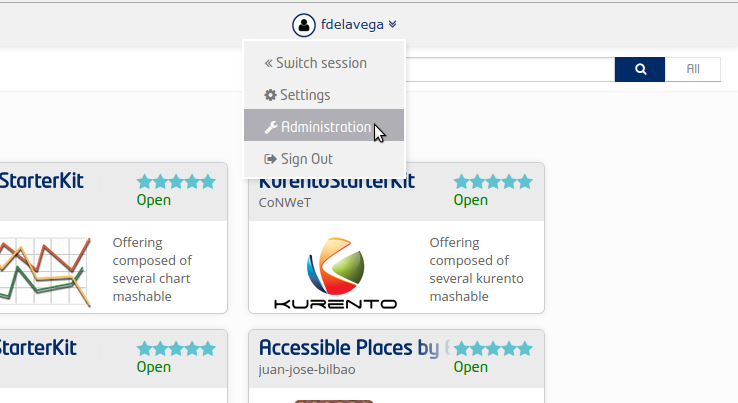 fdelavega
Switch session
Settings
Administration
Sign Out
All
StarterKit
Open
Offering
composed of
several chart
mashable
KurentoStarterKit
CoNWeT
Open
Offering
composed of
several kurento
mashable
KURENTO
StarterKit
Open
Accessible Places by
juan-jose-bilbao
Open